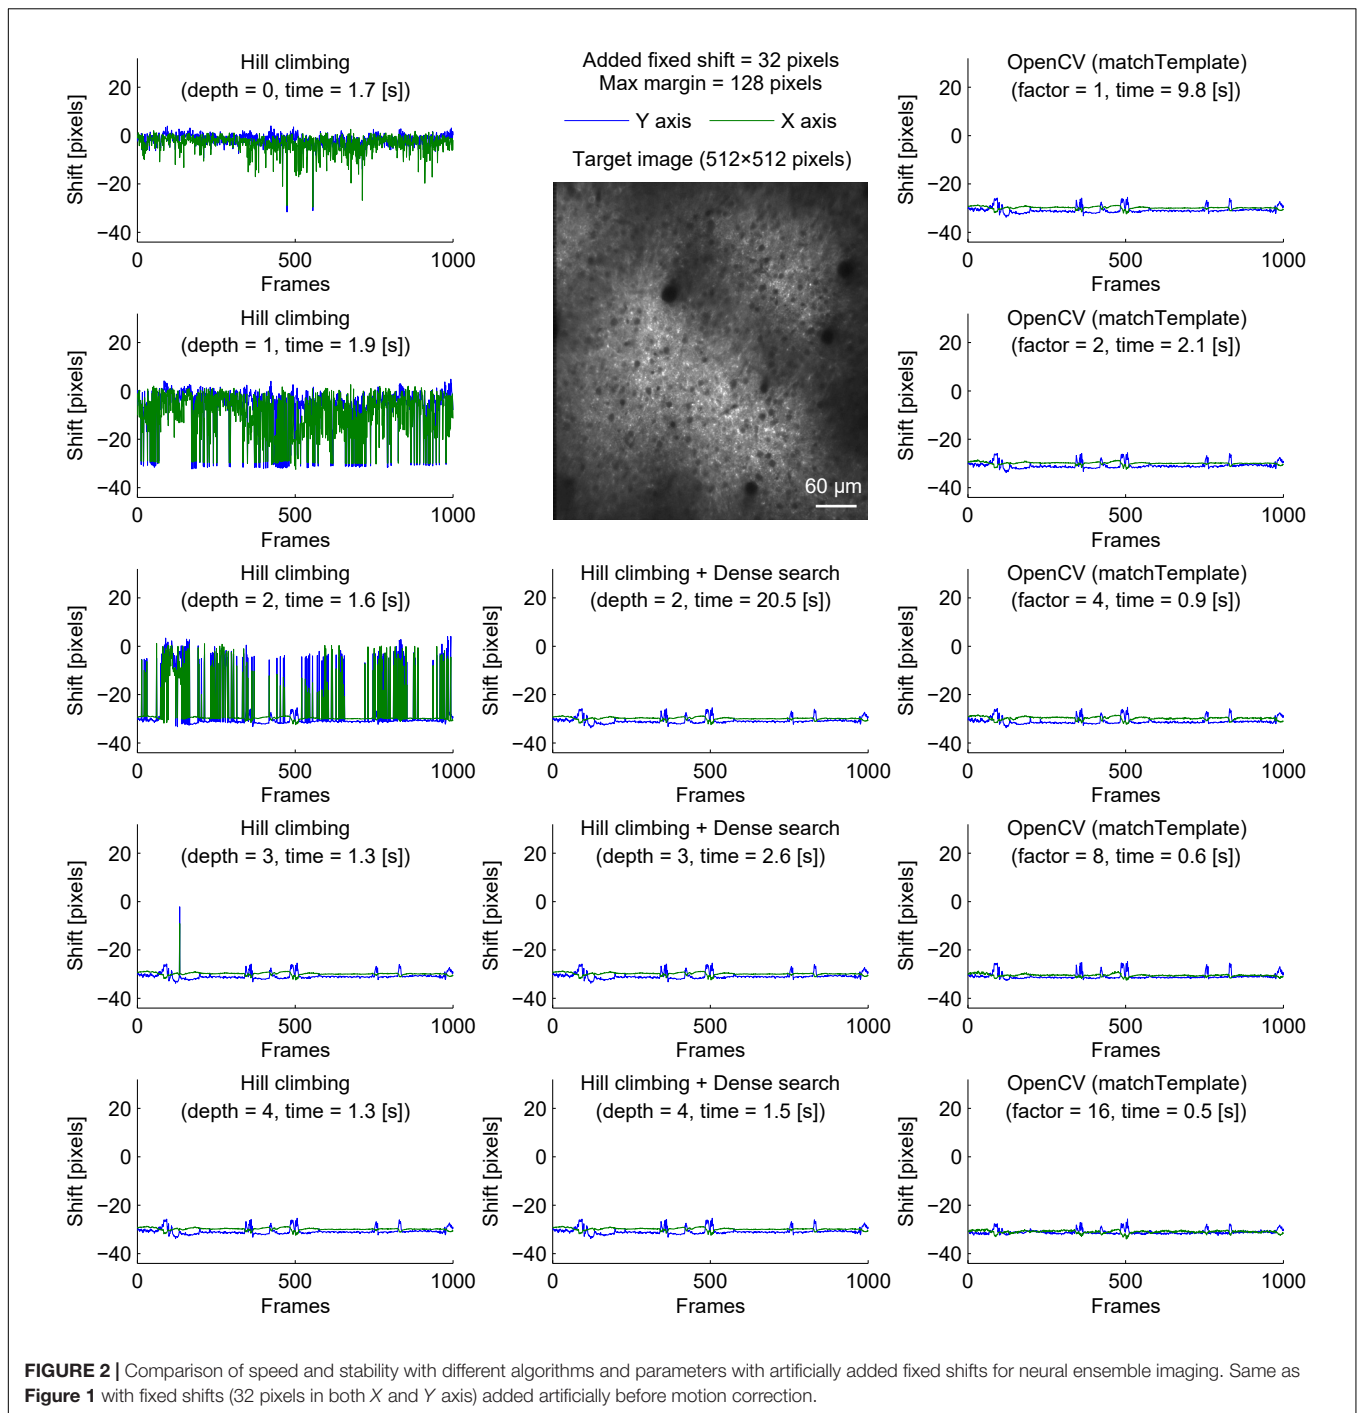 Hill climbing
(depth = 0, time = 1.7 [s])
Shift [pixels]
20
0
−20
−40
0 500 1000
Frames
Added fixed shift = 32 pixels
Max margin = 128 pixels
Y axis X axis
Target image (512×512 pixels)
60 µm
OpenCV (matchTemplate)
(factor = 1, time = 9.8 [s])
Shift [pixels]
20
0
−20
−40
0 500 1000
Frames
Hill climbing
(depth = 1, time = 1.9 [s])
Shift [pixels]
20
0
−20
−40
0 500 1000
Frames
OpenCV (matchTemplate)
(factor = 2, time = 2.1 [s])
Shift [pixels]
20
0
−20
−40
0 500 1000
Frames
Hill climbing
(depth = 2, time = 1.6 [s])
Shift [pixels]
20
0
−20
−40
0 500 1000
Frames
Hill climbing + Dense search
(depth = 2, time = 20.5 [s])
Shift [pixels]
20
0
−20
−40
0 500 1000
Frames
OpenCV (matchTemplate)
(factor = 4, time = 0.9 [s])
Shift [pixels]
20
0
−20
−40
0 500 1000
Frames
Hill climbing
(depth = 3, time = 1.3 [s])
Shift [pixels]
20
0
−20
−40
0 500 1000
Frames
Hill climbing + Dense search
(depth = 3, time = 2.6 [s])
Shift [pixels]
20
0
−20
−40
0 500 1000
Frames
OpenCV (matchTemplate)
(factor = 8, time = 0.6 [s])
Shift [pixels]
20
0
−20
−40
0 500 1000
Frames
Hill climbing
(depth = 4, time = 1.3 [s])
Shift [pixels]
20
0
−20
−40
0 500 1000
Frames
Hill climbing + Dense search
(depth = 4, time = 1.5 [s])
Shift [pixels]
20
0
−20
−40
0 500 1000
Frames
OpenCV (matchTemplate)
(factor = 16, time = 0.5 [s])
Shift [pixels]
20
0
−20
−40
0 500 1000
Frames
FIGURE 2 | Comparison of speed and stability with different algorithms and parameters with artificially added fixed shifts for neural ensemble imaging. Same as
Figure 1 with fixed shifts (32 pixels in both X and Y axis) added artificially before motion correction.